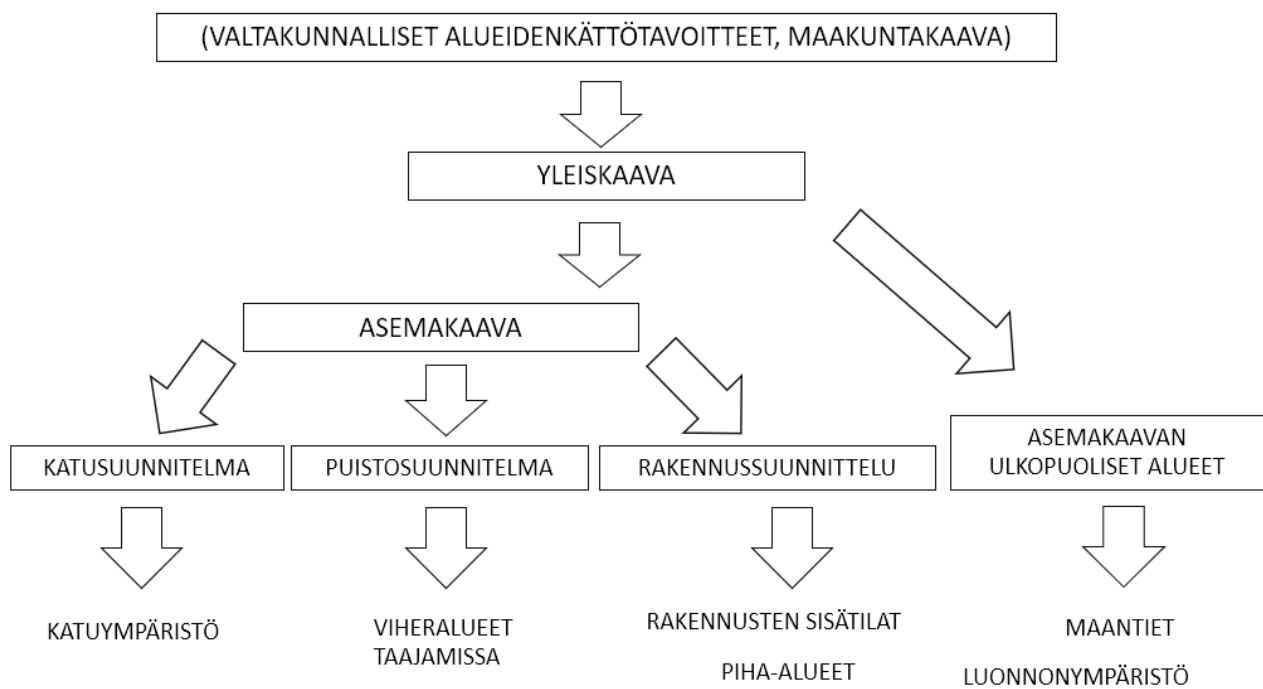 (VALTAKUNNALLISET ALUEIDENKÄTTÖTAVOITTEET, MAAKUNTAKAAVA)
YLEISKAAVA
ASEMAKAAVA
KATUSUUNNITELMA
PUISTOSUUNNITELMA
RAKENNUSSUUNNITTELU
ASEMAKAAVAN
ULKOPUOLISET ALUEET
KATUYMPÄRISTÖ
VIHERALUEET
TAAJAMISSA
RAKENNUSTEN SISÄTILAT
PIHA-ALUEET
MAANTIET
LUONNONYMPÄRISTÖ